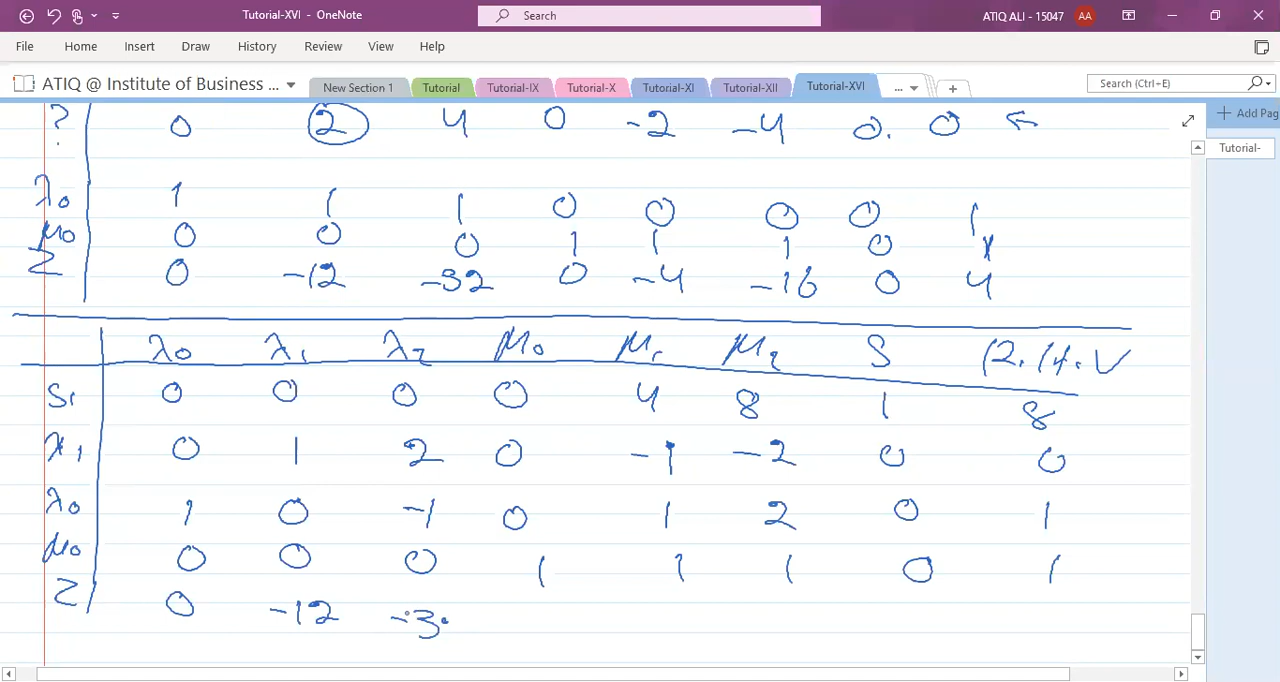 Tutorial-XVI - OneNote
Search
ATIQ ALI - 15047 AA
File Home Insert Draw History Review View Help
ATIQ @ Institute of Business ... New Section 1 Tutorial Tutorial-IX Tutorial-X Tutorial-XI Tutorial-XII Tutorial-XVI ... + Search (Ctrl+E)
+ Add Pag
Tutorial-
? 0 2 4 0 -2 -4 0. 0 ←
λ0 1 1 1 0 0 0 0 1
μ0 0 0 0 1 1 1 0 1
Z 0 -12 -32 0 -4 -16 0 4
λ0 λ1 λ2 μ0 μ1 μ2 S R.H.V
S1 0 0 0 0 4 8 1 8
λ1 0 1 2 0 -1 -2 0 0
λ0 1 0 -1 0 1 2 0 1
μ0 0 0 0 1 1 1 0 1
Z 0 -12 -3